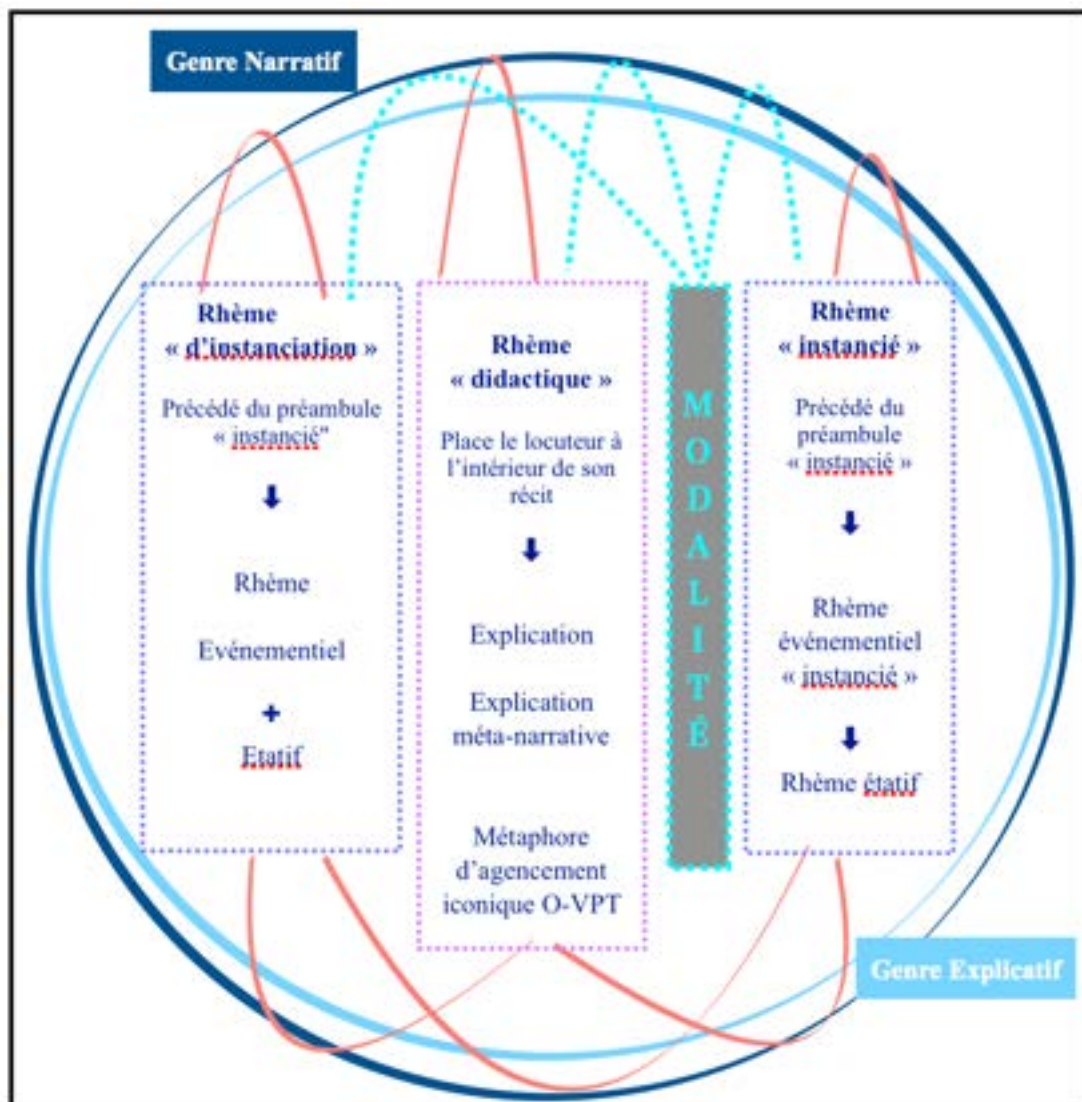 Genre Narratif
Rhème
« d’instanciation »
Précédé du préambule
« instancié"
Rhème
Evénementiel
+
Etatif
Rhème
« didactique »
Place le locuteur à
l’intérieur de son
récit
Explication
Explication
méta-narrative
Métaphore
d’agencement
iconique O-VPT
M
O
D
A
L
I
T
É
Rhème
« instancié »
Précédé du
préambule
« instancié »
Rhème
événementiel
« instancié »
Rhème étatif
Genre Explicatif